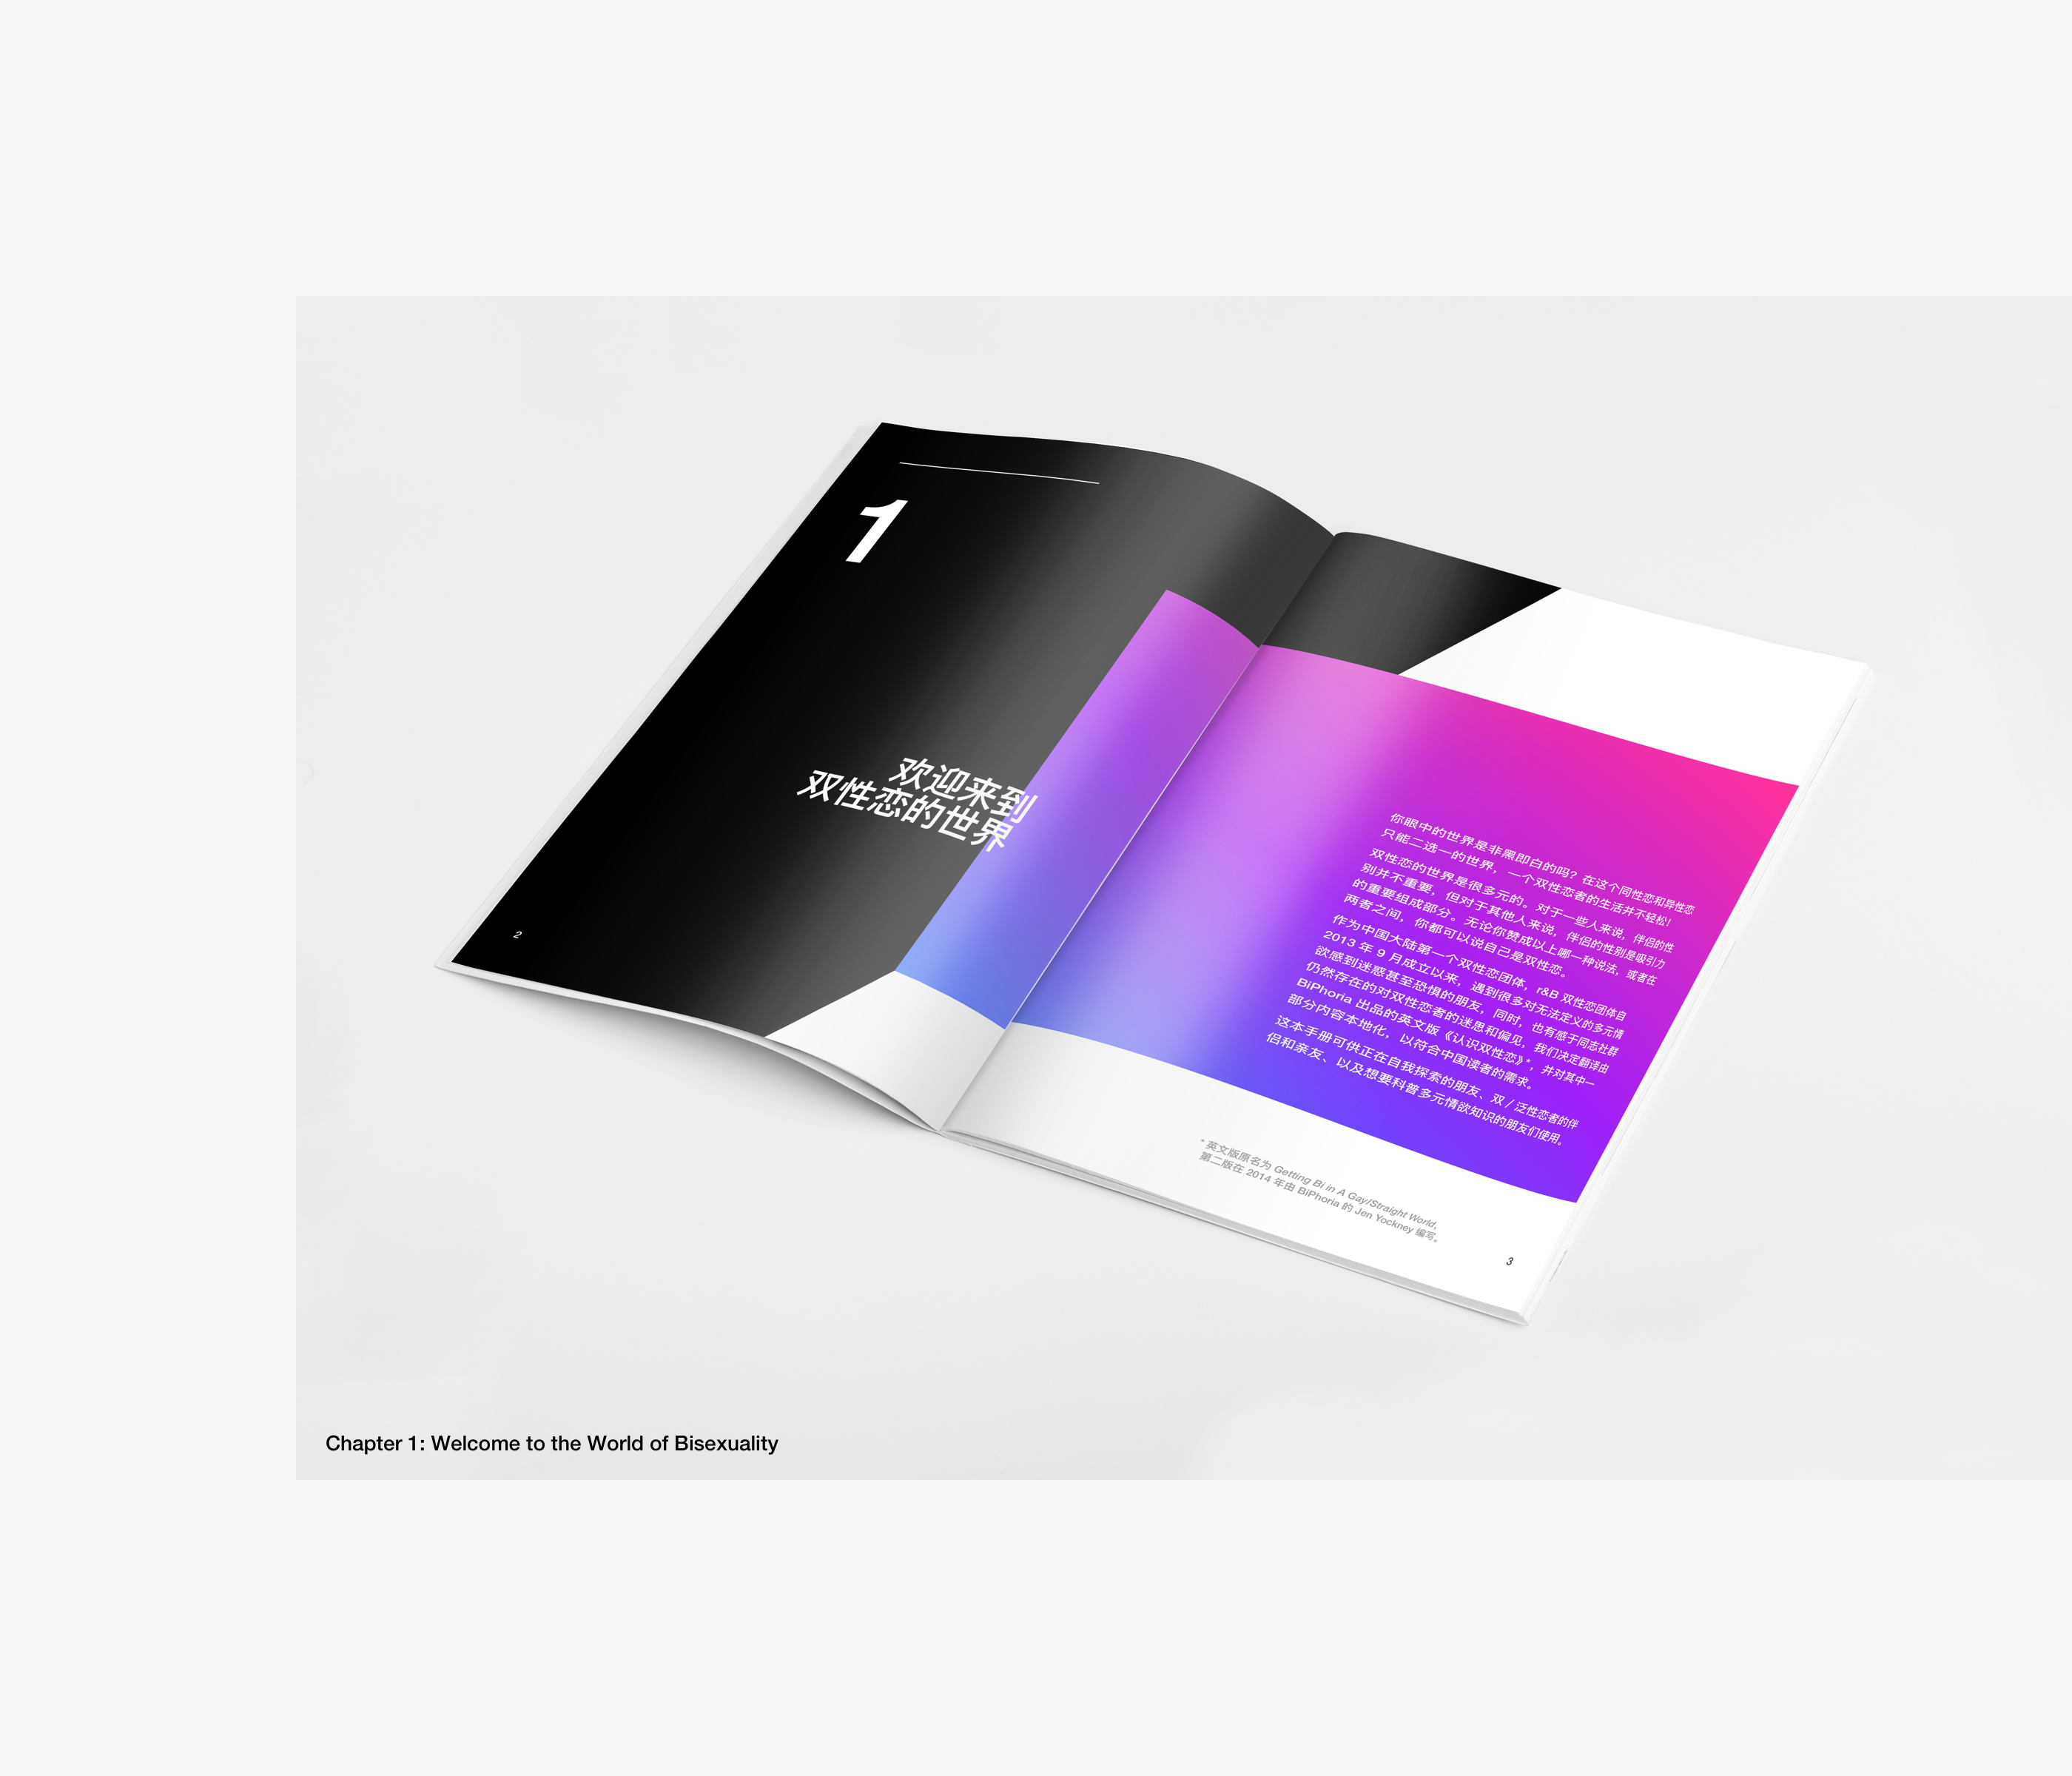 1
欢迎来到
双性恋的世界
2
你眼中的世界是非黑即白的吗？在这个同性恋和异性恋
只能二选一的世界，一个双性恋者的生活并不轻松！
双性恋的世界是很多元的。对于一些人来说，伴侣的性
别并不重要，但对于其他人来说，伴侣的性别是吸引力
的重要组成部分。无论你赞成以上哪一种说法，或者在
两者之间，你都可以说自己是双性恋。
作为中国大陆第一个双性恋团体，r&B 双性恋团体自
2013 年 9 月成立以来，遇到很多对无法定义的多元情
欲感到迷惑甚至恐惧的朋友，同时，也有感于同志社群
仍然存在的对双性恋者的迷思和偏见，我们决定翻译由
BiPhoria 出品的英文版《认识双性恋》*，并对其中一
部分内容本地化，以符合中国读者的需求。
这本手册可供正在自我探索的朋友、双 / 泛性恋者的伴
侣和亲友、以及想要科普多元情欲知识的朋友们使用。
* 英文版原名为 Getting Bi in A Gay/Straight World,
第二版在 2014 年由 BiPhoria 的 Jen Yockney 编写。
3
Chapter 1: Welcome to the World of Bisexuality